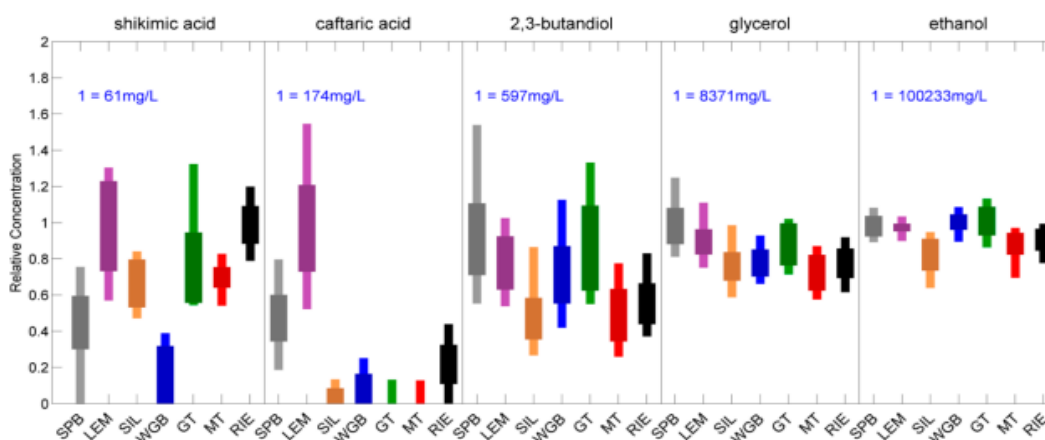 shikimic acid caftaric acid 2,3-butandiol glycerol ethanol
2
1.8
1 = 61mg/L 1 = 174mg/L 1 = 597mg/L 1 = 8371mg/L 1 = 100233mg/L
1.6
1.4
1.2
1
0.8
0.6
0.4
0.2
0
Relative Concentration
SPB LEM SIL WGB GT MT RIE SPB LEM SIL WGB GT MT RIE SPB LEM SIL WGB GT MT RIE SPB LEM SIL WGB GT MT RIE SPB LEM SIL WGB GT MT RIE